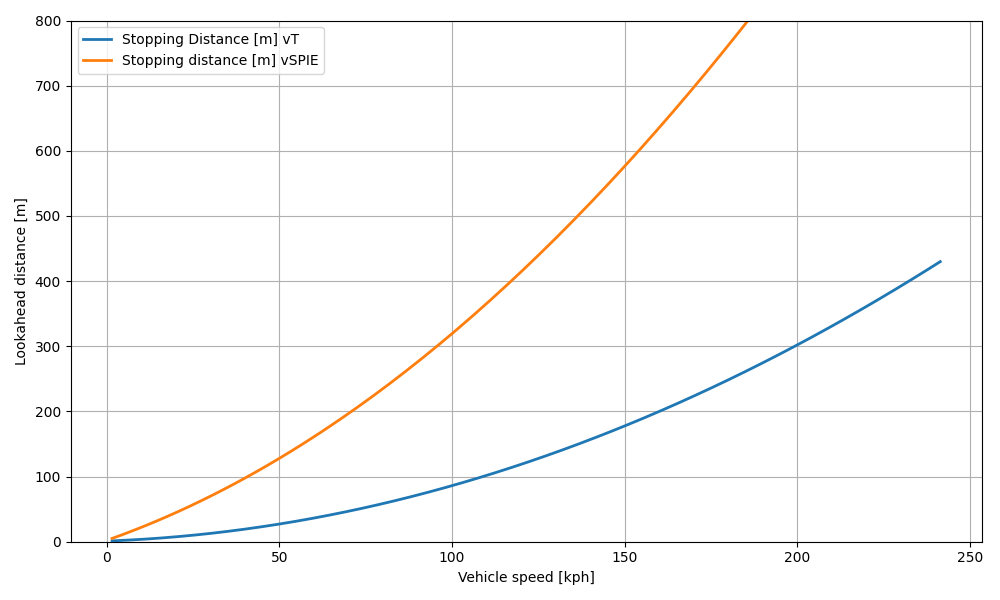 Stopping Distance [m] vT
Stopping distance [m] vSPIE
800
700
600
500
400
300
200
100
0
Lookahead distance [m]
0 50 100 150 200 250
Vehicle speed [kph]